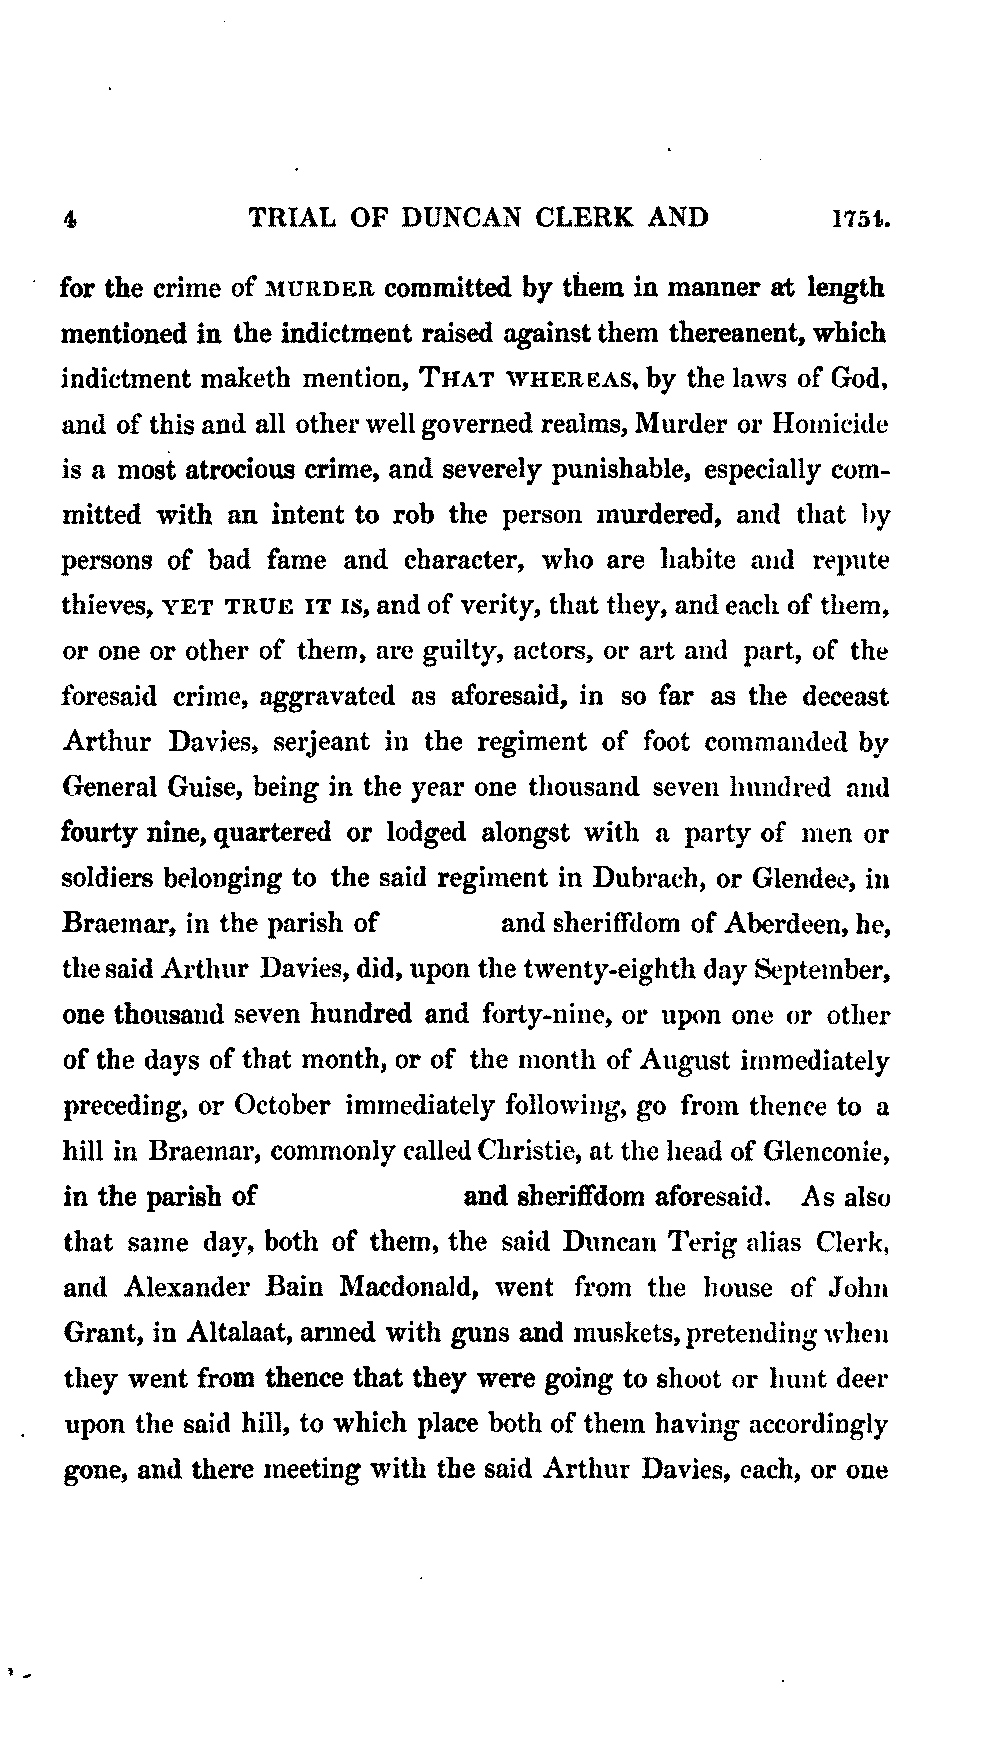 4 TRIAL OF DUNCAN CLERK AND 1754.
for the crime of MURDER committed by them in manner at length
mentioned in the indictment raised against them thereanent, which
indictment maketh mention, THAT WHEREAS, by the laws of God,
and of this and all other well governed realms, Murder or Homicide
is a most atrocious crime, and severely punishable, especially com-
mitted with an intent to rob the person murdered, and that by
persons of bad fame and character, who are habite and repute
thieves, YET TRUE IT IS, and of verity, that they, and each of them,
or one or other of them, are guilty, actors, or art and part, of the
foresaid crime, aggravated as aforesaid, in so far as the deceast
Arthur Davies, serjeant in the regiment of foot commanded by
General Guise, being in the year one thousand seven hundred and
fourty nine, quartered or lodged alongst with a party of men or
soldiers belonging to the said regiment in Dubrach, or Glendee, in
Braemar, in the parish of and sheriffdom of Aberdeen, he,
the said Arthur Davies, did, upon the twenty-eighth day September,
one thousand seven hundred and forty-nine, or upon one or other
of the days of that month, or of the month of August immediately
preceding, or October immediately following, go from thence to a
hill in Braemar, commonly called Christie, at the head of Glenconie,
in the parish of and sheriffdom aforesaid. As also
that same day, both of them, the said Duncan Terig alias Clerk,
and Alexander Bain Macdonald, went from the house of John
Grant, in Altalaat, armed with guns and muskets, pretending when
they went from thence that they were going to shoot or hunt deer
upon the said hill, to which place both of them having accordingly
gone, and there meeting with the said Arthur Davies, each, or one